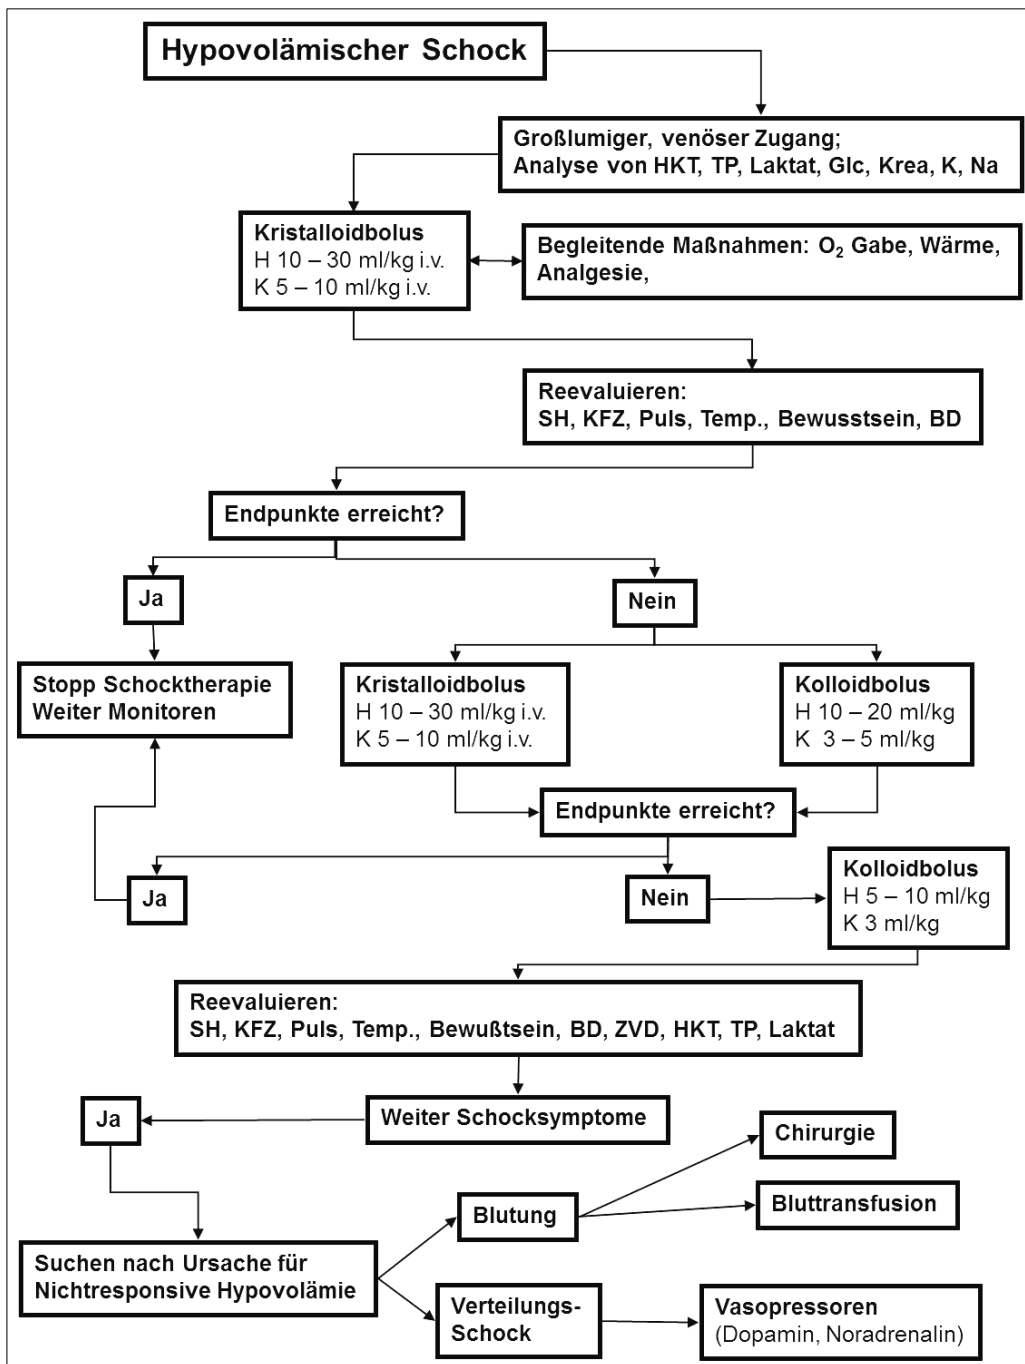 Hypovolämischer Schock
Großlumiger, venöser Zugang;
Analyse von HKT, TP, Laktat, Glc, Krea, K, Na
Kristalloidbolus
H 10 – 30 ml/kg i.v.
K 5 – 10 ml/kg i.v.
Begleitende Maßnahmen: O₂ Gabe, Wärme,
Analgesie,
Reevaluieren:
SH, KFZ, Puls, Temp., Bewusstsein, BD
Endpunkte erreicht?
Ja
Nein
Stopp Schocktherapie
Weiter Monitoren
Kristalloidbolus
H 10 – 30 ml/kg i.v.
K 5 – 10 ml/kg i.v.
Kolloidbolus
H 10 – 20 ml/kg
K 3 – 5 ml/kg
Endpunkte erreicht?
Ja
Nein
Kolloidbolus
H 5 – 10 ml/kg
K 3 ml/kg
Reevaluieren:
SH, KFZ, Puls, Temp., Bewußtsein, BD, ZVD, HKT, TP, Laktat
Weiter Schocksymptome
Ja
Suchen nach Ursache für
Nichtresponsive Hypovolämie
Blutung
Chirurgie
Bluttransfusion
Verteilungs-
Schock
Vasopressoren
(Dopamin, Noradrenalin)